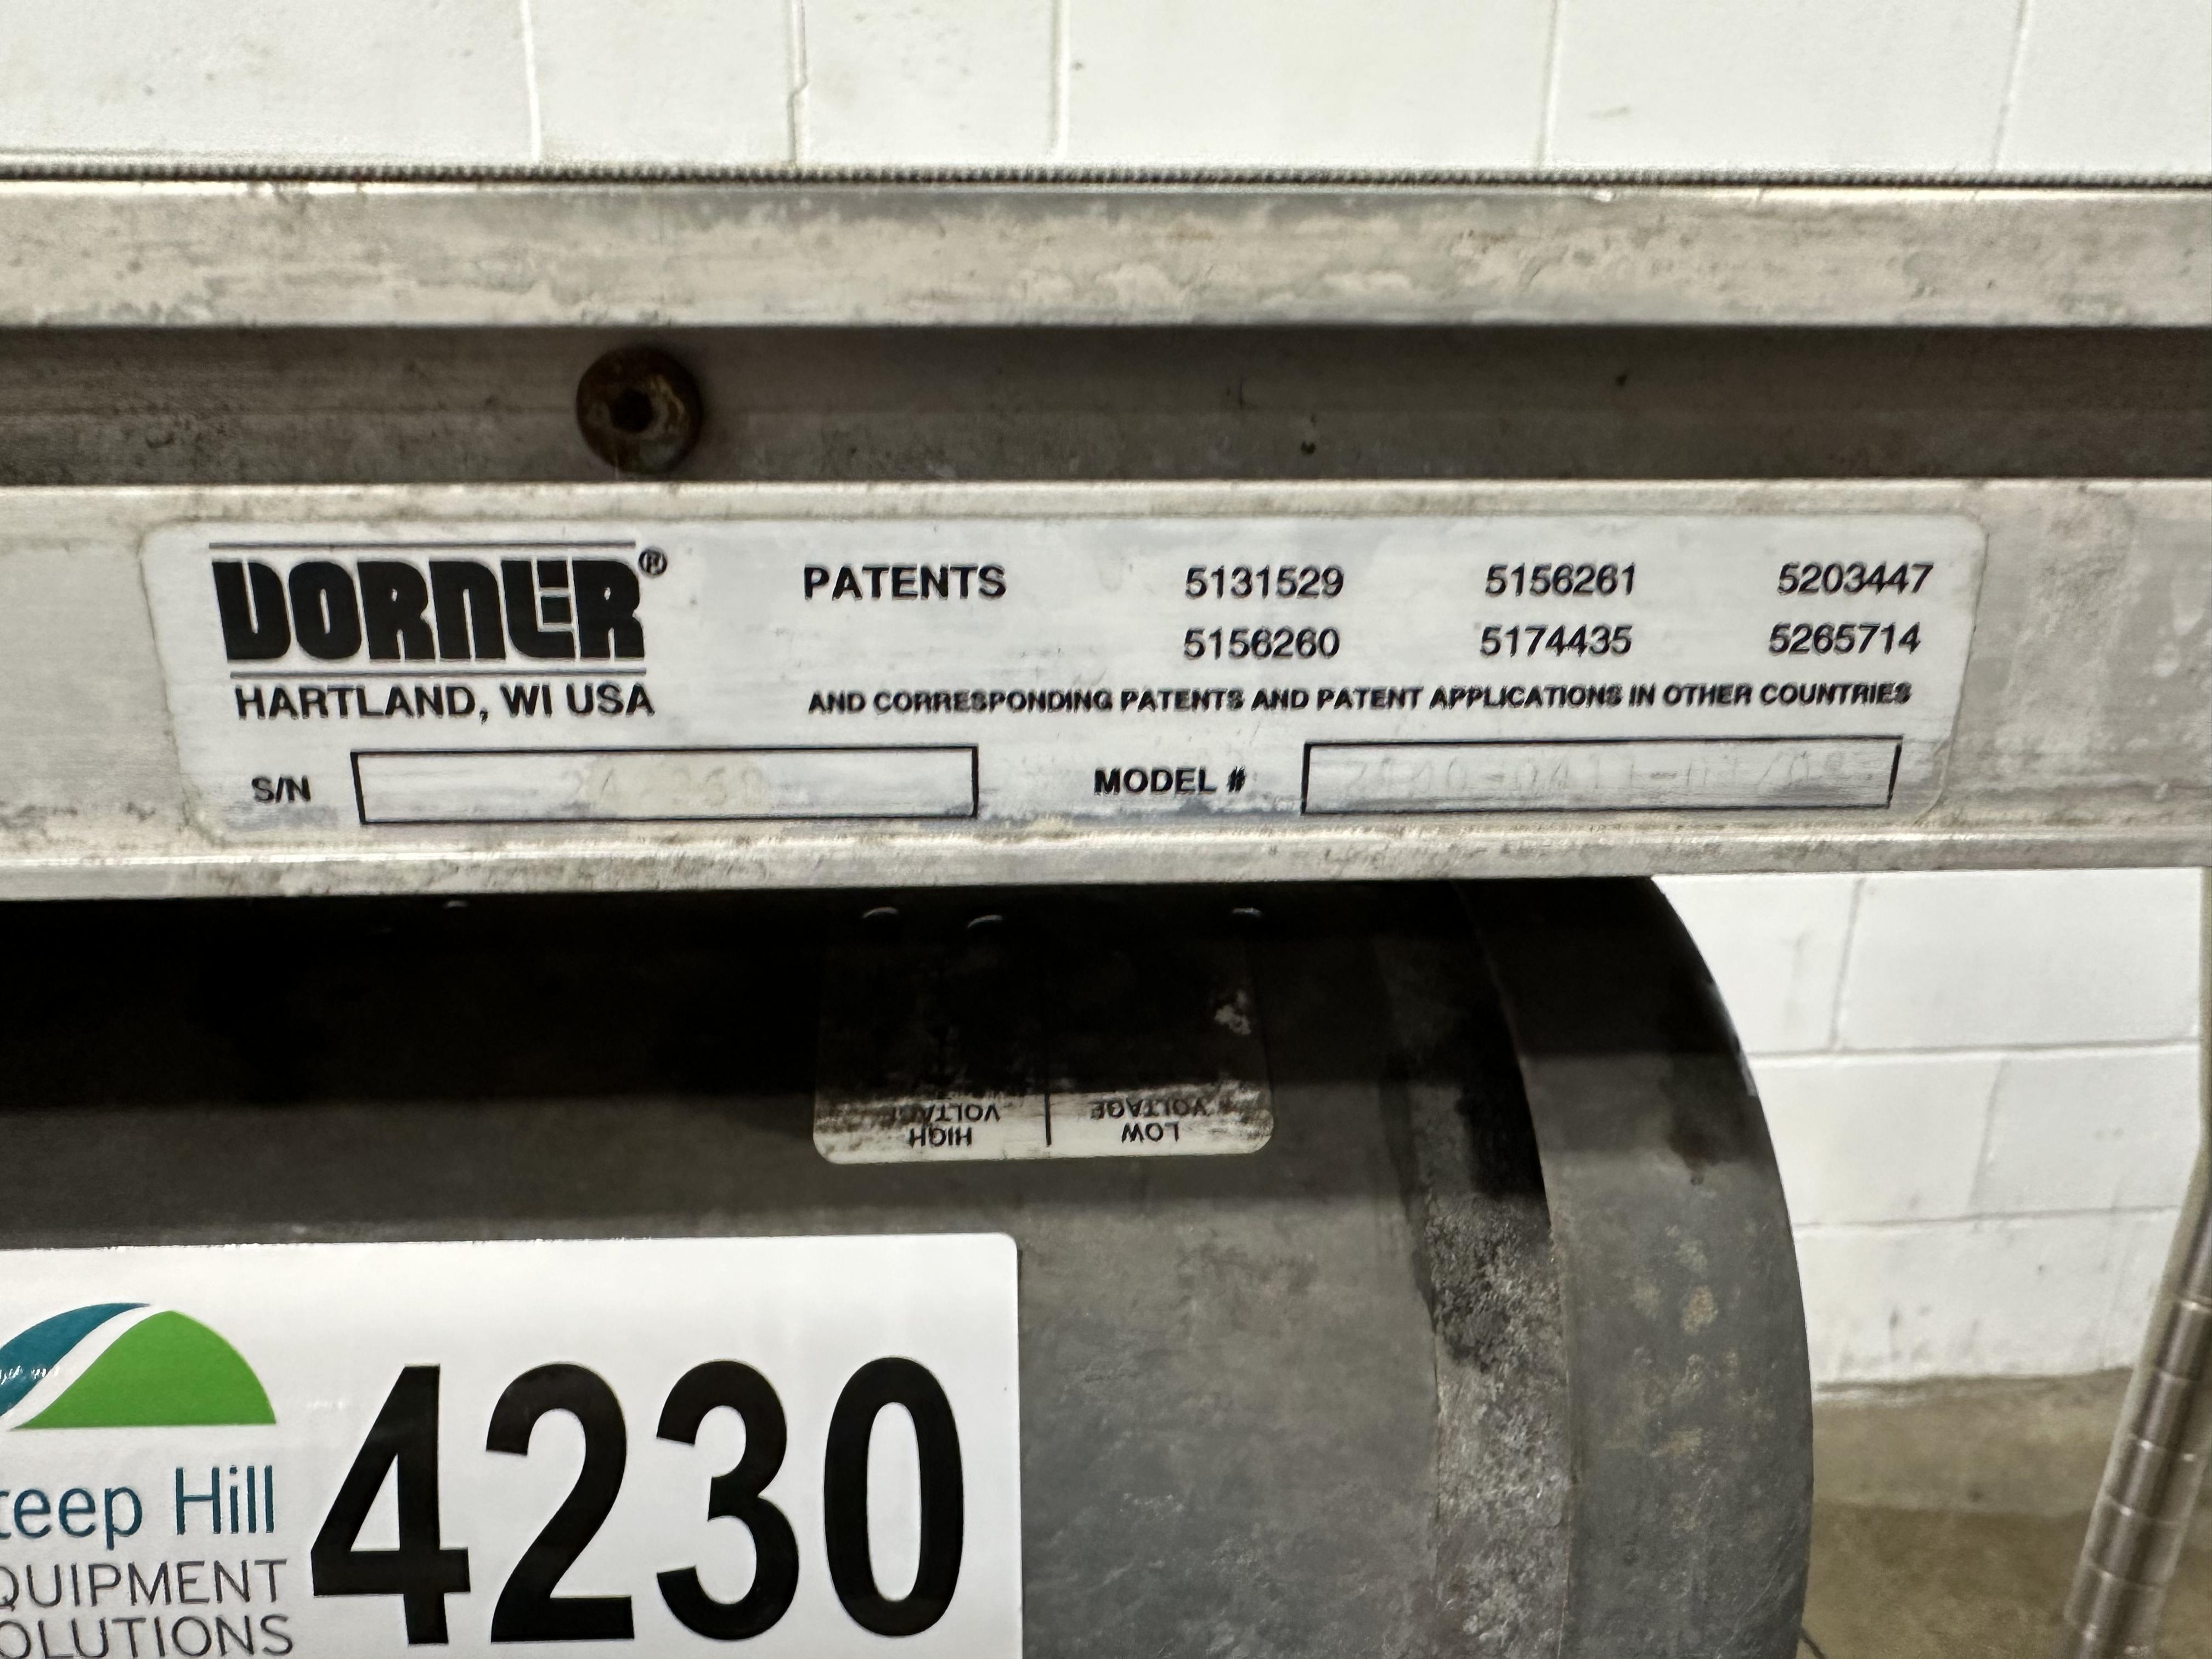 DORNER®
HARTLAND, WI USA
PATENTS 5131529 5156261 5203447
5156260 5174435 5265714
AND CORRESPONDING PATENTS AND PATENT APPLICATIONS IN OTHER COUNTRIES
S/N
MODEL #
HIGH VOLTAGE
LOW VOLTAGE
teep Hill
QUIPMENT
OLUTIONS
4230